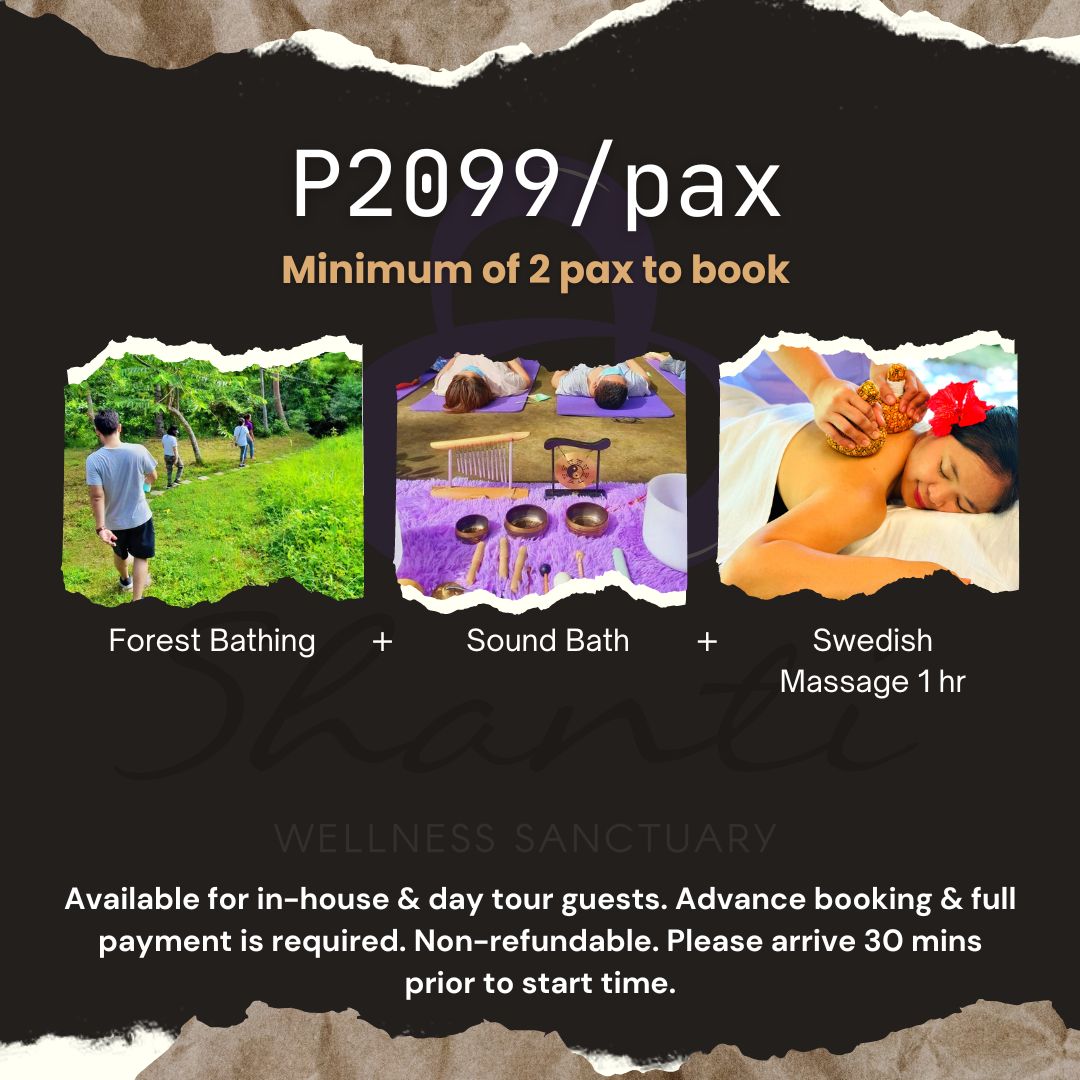 P2099/pax
Minimum of 2 pax to book
Forest Bathing + Sound Bath + Swedish
Massage 1 hr
Shanti
WELLNESS SANCTUARY
Available for in-house & day tour guests. Advance booking & full
payment is required. Non-refundable. Please arrive 30 mins
prior to start time.